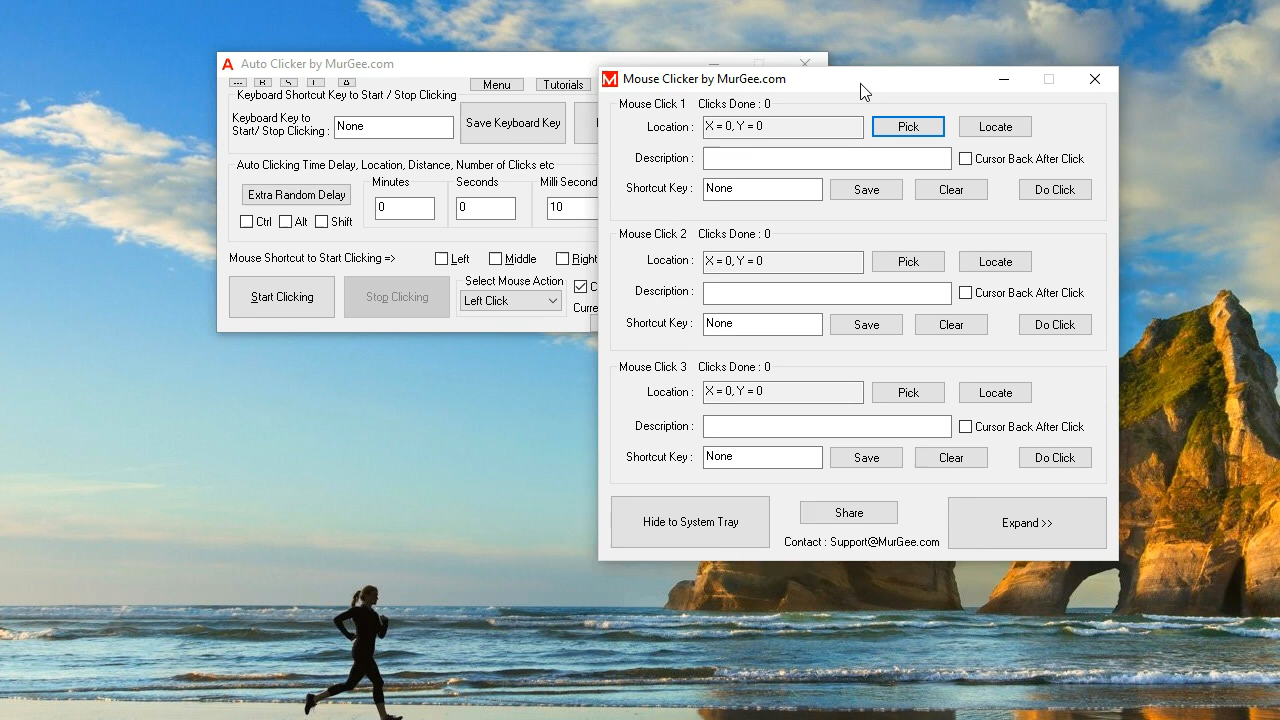 Auto Clicker by MurGee.com
Menu
Tutorials
Keyboard Shortcut Key to Start / Stop Clicking
Keyboard Key to
Start/ Stop Clicking :
None
Save Keyboard Key
Auto Clicking Time Delay, Location, Distance, Number of Clicks etc
Extra Random Delay
Minutes
Seconds
Milli Second
0
0
10
Ctrl
Alt
Shift
Mouse Shortcut to Start Clicking =>
Left
Middle
Right
Start Clicking
Stop Clicking
Select Mouse Action
Left Click
Mouse Clicker by MurGee.com
Mouse Click 1 Clicks Done : 0
Location : X = 0, Y = 0 Pick Locate
Description : Cursor Back After Click
Shortcut Key : None Save Clear Do Click
Mouse Click 2 Clicks Done : 0
Location : X = 0, Y = 0 Pick Locate
Description : Cursor Back After Click
Shortcut Key : None Save Clear Do Click
Mouse Click 3 Clicks Done : 0
Location : X = 0, Y = 0 Pick Locate
Description : Cursor Back After Click
Shortcut Key : None Save Clear Do Click
Hide to System Tray
Share
Expand >>
Contact : Support@MurGee.com